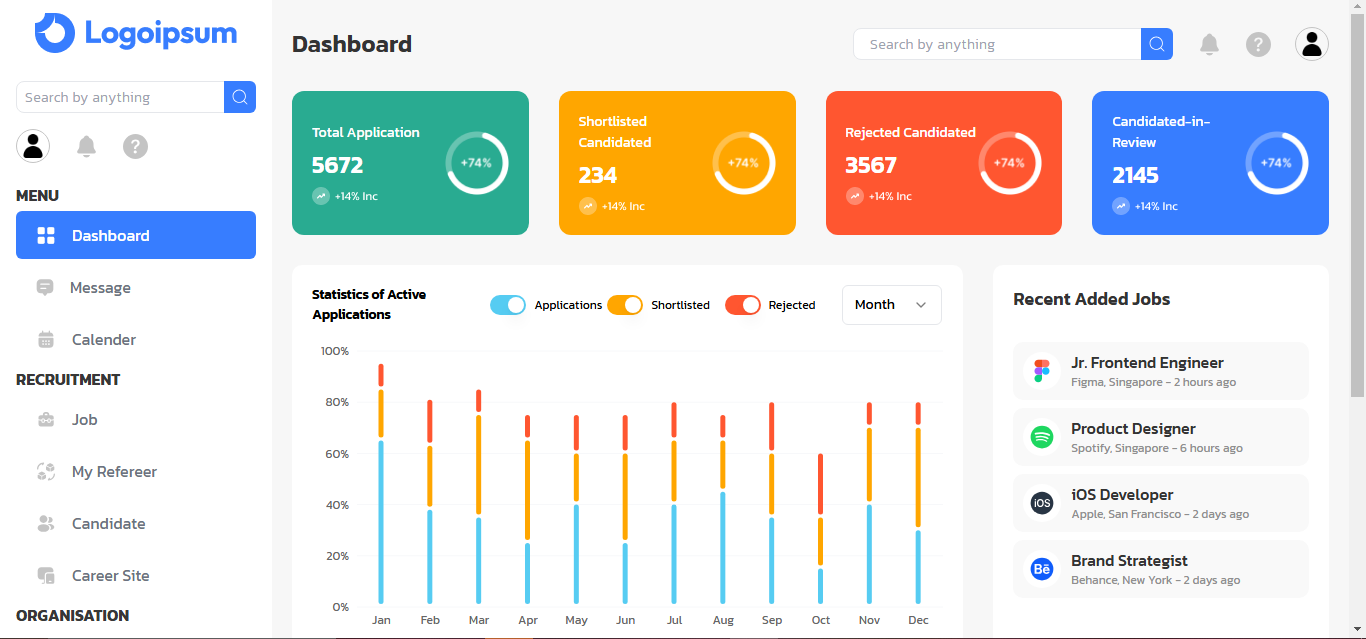 Logoipsum
Search by anything
?
MENU
Dashboard
Message
Calender
RECRUITMENT
Job
My Refereer
Candidate
Career Site
ORGANISATION
Dashboard
Search by anything
?
Total Application
5672
+14% Inc
+74%
Shortlisted
Candidated
234
+14% Inc
+74%
Rejected Candidated
3567
+14% Inc
+74%
Candidated-in-
Review
2145
+14% Inc
+74%
Statistics of Active
Applications
Applications
Shortlisted
Rejected
Month
100%
80%
60%
40%
20%
0%
Jan Feb Mar Apr May Jun Jul Aug Sep Oct Nov Dec
Recent Added Jobs
Jr. Frontend Engineer
Figma, Singapore - 2 hours ago
Product Designer
Spotify, Singapore - 6 hours ago
iOS
iOS Developer
Apple, San Francisco - 2 days ago
Bē
Brand Strategist
Behance, New York - 2 days ago